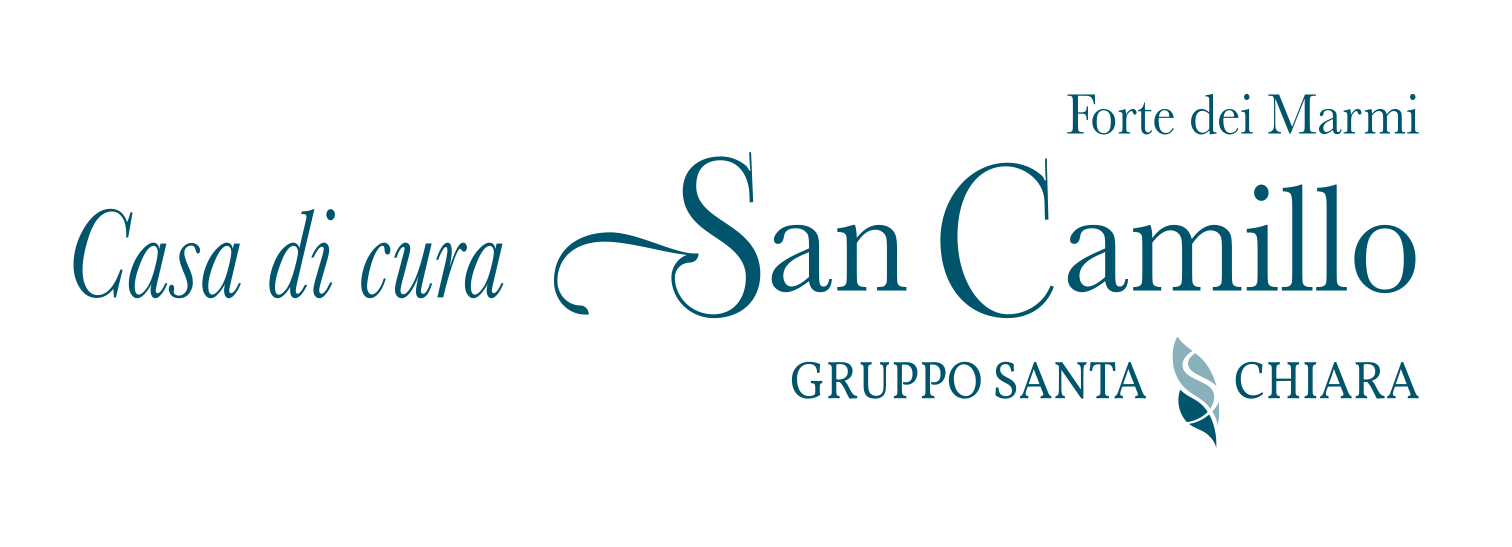 Forte dei Marmi
Casa di cura San Camillo
GRUPPO SANTA CHIARA